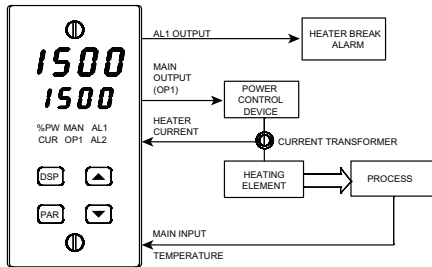 1500
1500
%PW MAN AL1
CUR OP1 AL2
DSP
PAR
AL1 OUTPUT
HEATER BREAK
ALARM
MAIN
OUTPUT
(OP1)
POWER
CONTROL
DEVICE
HEATER
CURRENT
CURRENT TRANSFORMER
HEATING
ELEMENT
PROCESS
MAIN INPUT
TEMPERATURE